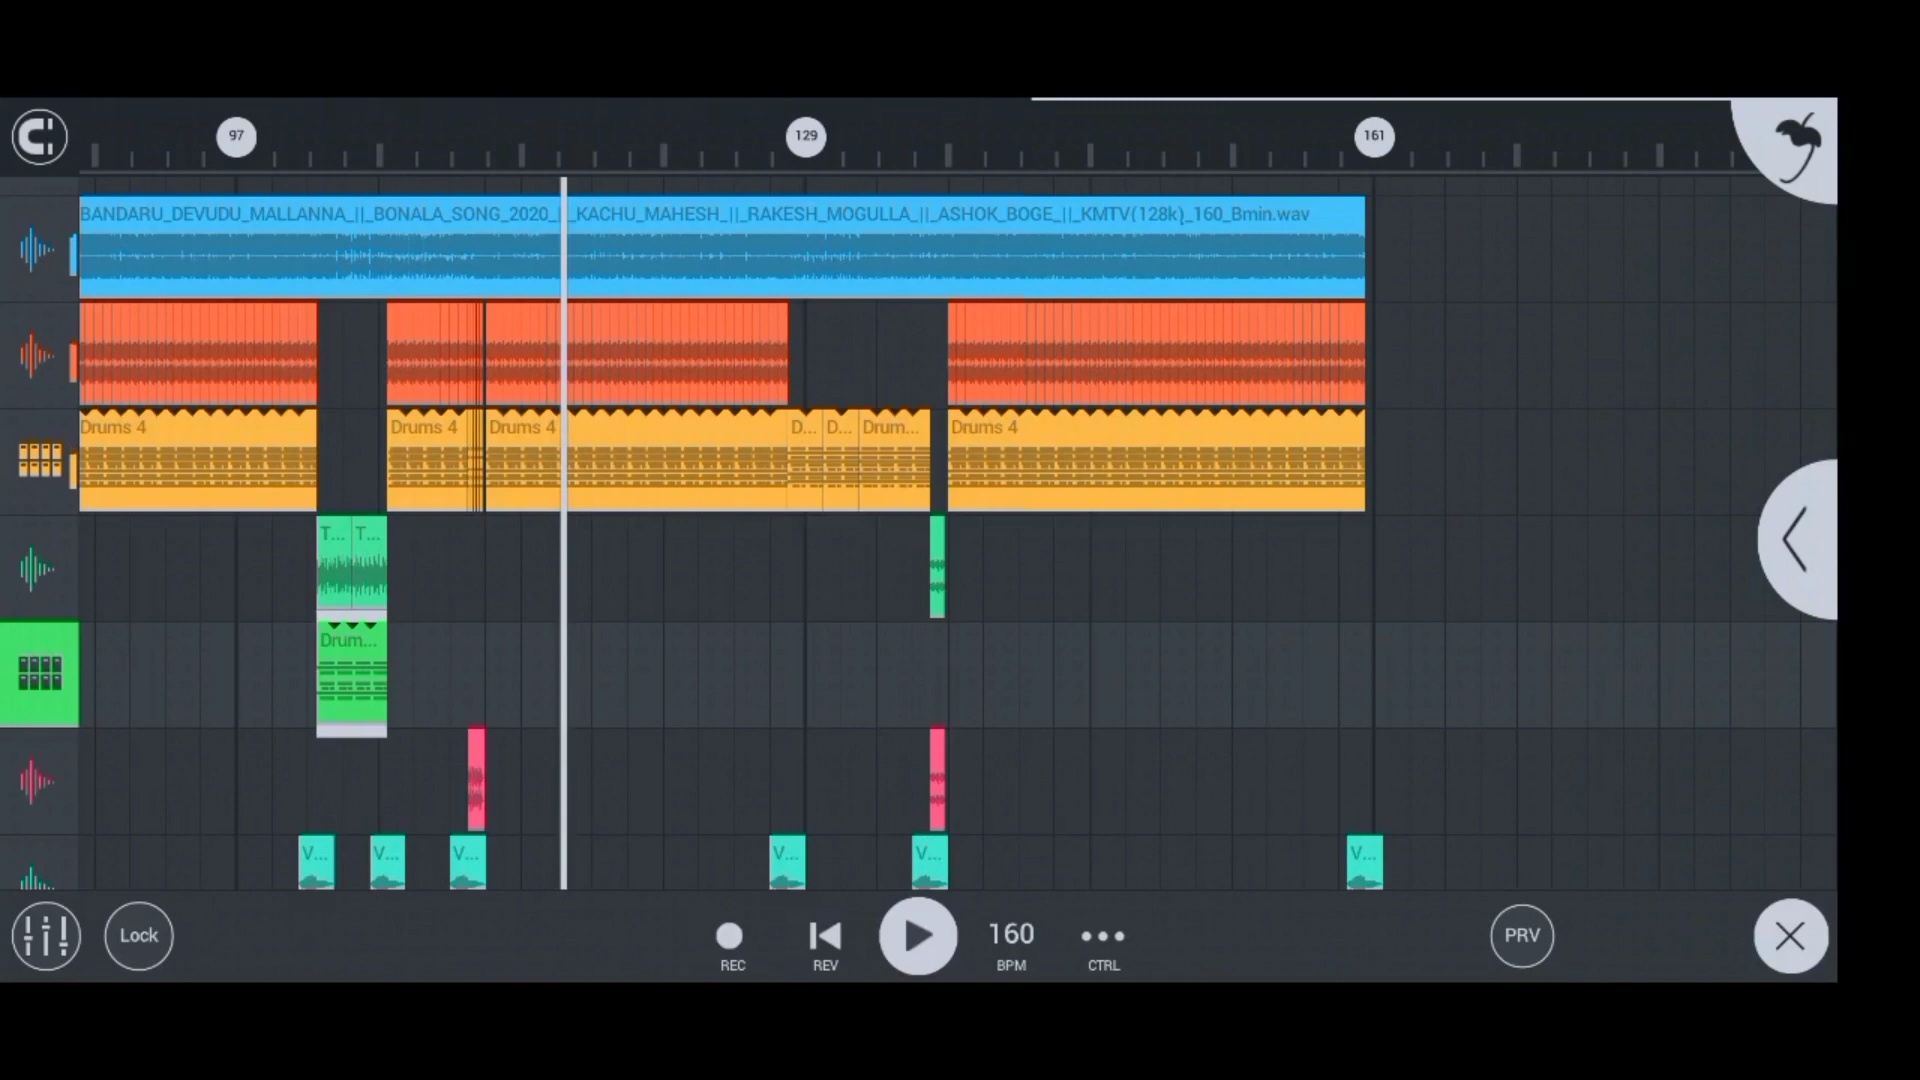 97
129
161
BANDARU_DEVUDU_MALLANNA_||_BONALA_SONG_2020_||_KACHU_MAHESH_||_RAKESH_MOGULLA_||_ASHOK_BOGE_||_KMTV(128k)_160_Bmin.wav
Drums 4
Drums 4
Drums 4
D...
D...
Drum...
Drums 4
T...
T...
Drum...
V...
V...
V...
V...
V...
V...
Lock
REC
REV
160
BPM
CTRL
PRV